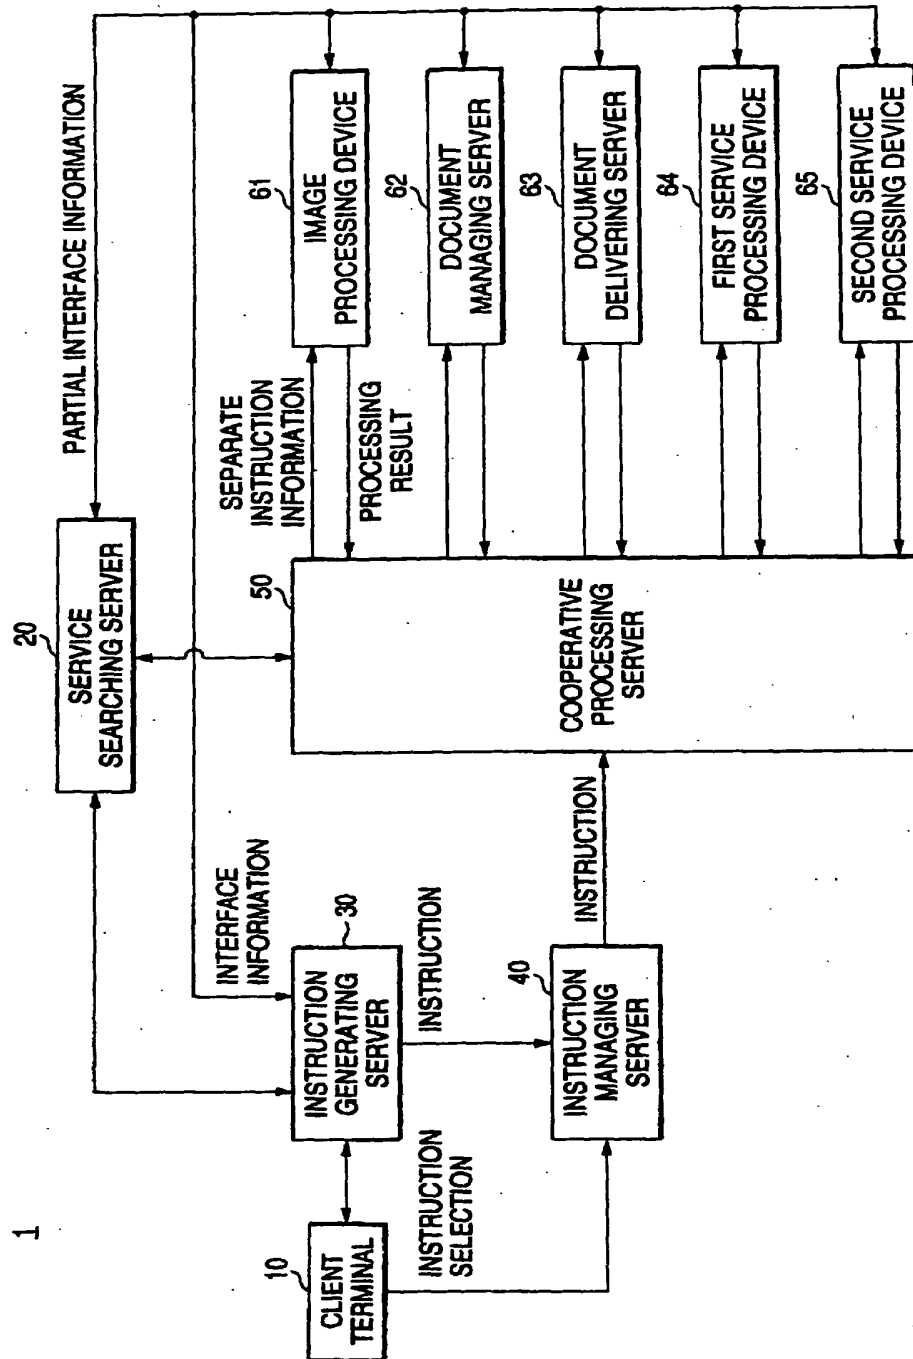 1
10
CLIENT
TERMINAL
INSTRUCTION
SELECTION
20
SERVICE
SEARCHING SERVER
PARTIAL INTERFACE INFORMATION
INTERFACE
INFORMATION
30
INSTRUCTION
GENERATING
SERVER
INSTRUCTION
40
INSTRUCTION
MANAGING
SERVER
INSTRUCTION
50
COOPERATIVE
PROCESSING
SERVER
SEPARATE
INSTRUCTION
INFORMATION
PROCESSING
RESULT
61
IMAGE
PROCESSING DEVICE
62
DOCUMENT
MANAGING SERVER
63
DOCUMENT
DELIVERING SERVER
64
FIRST SERVICE
PROCESSING DEVICE
65
SECOND SERVICE
PROCESSING DEVICE